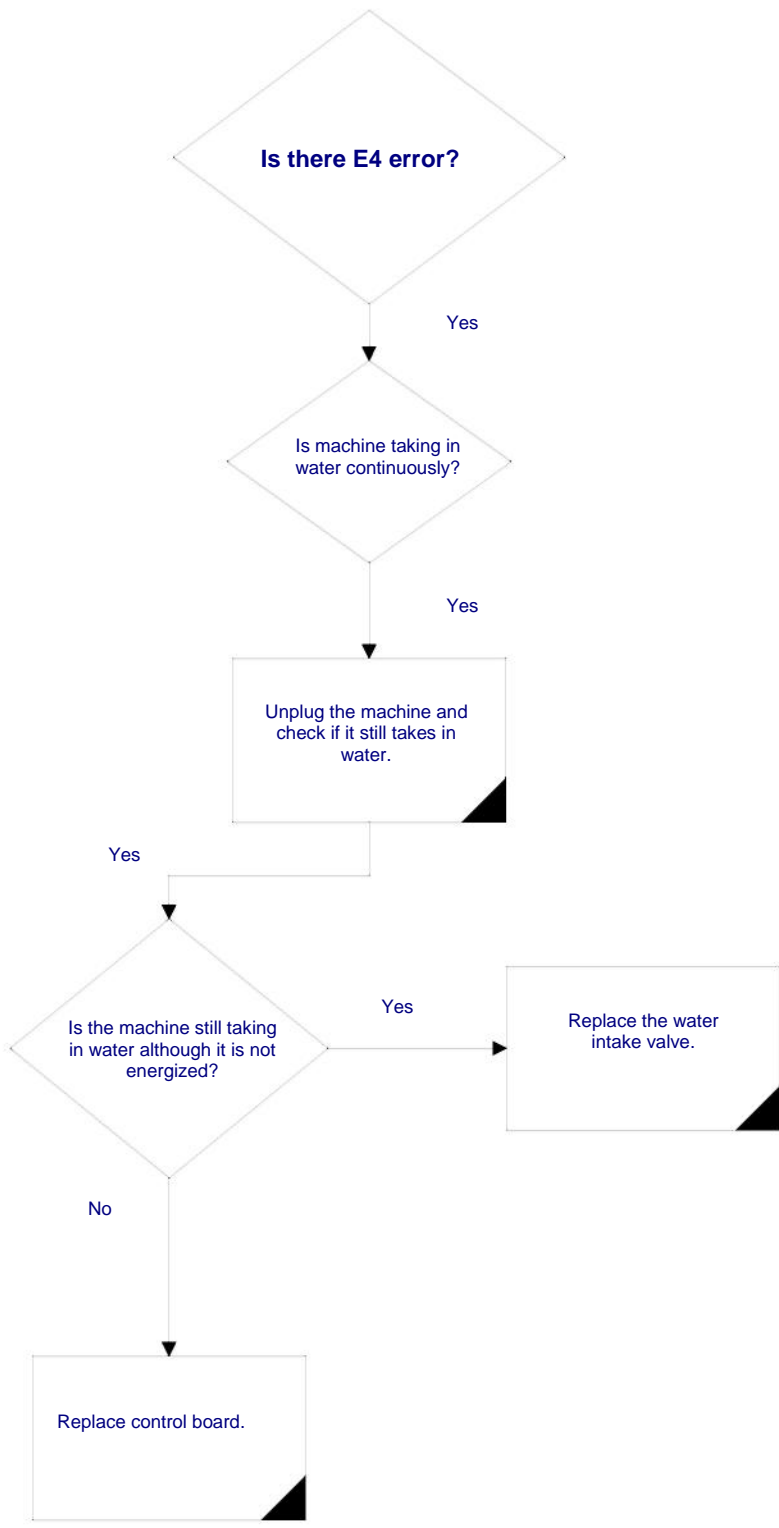 Is there E4 error?
Yes
Is machine taking in
water continuously?
Yes
Unplug the machine and
check if it still takes in
water.
Yes
Is the machine still taking
in water although it is not
energized?
Yes
Replace the water
intake valve.
No
Replace control board.